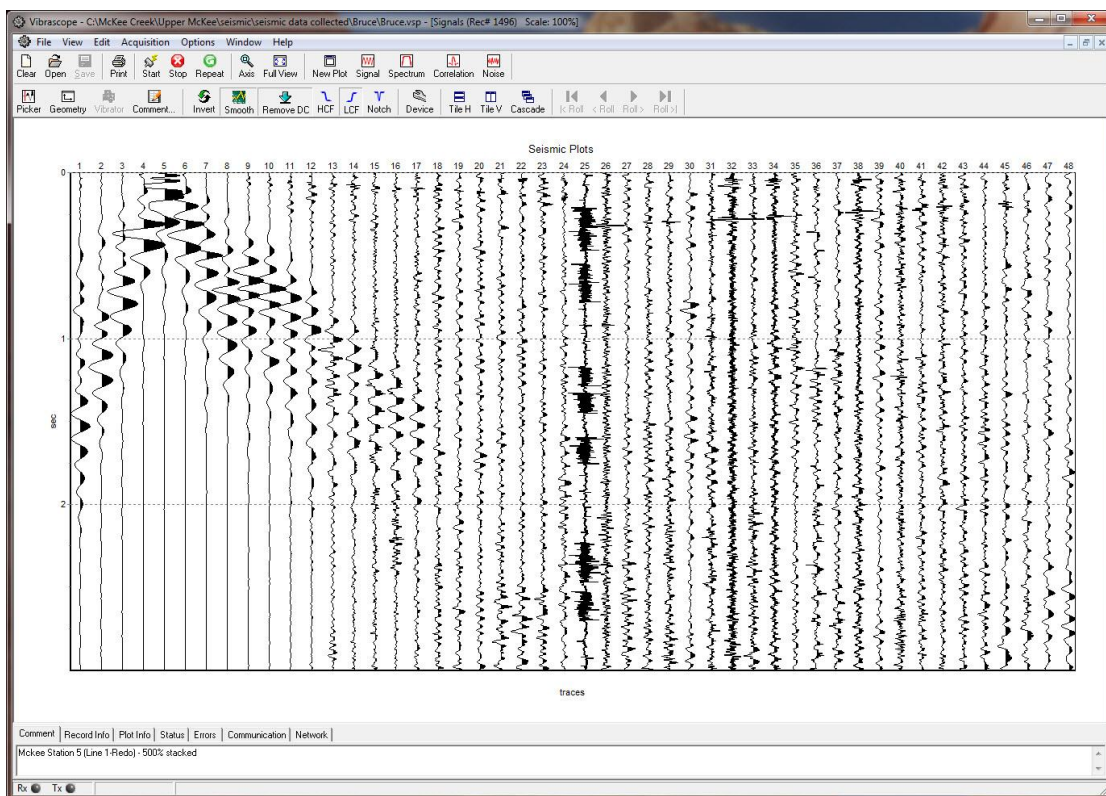 Vibrascope - C:\McKee Creek\Upper McKee\seismic\seismic data collected\Bruce\Bruce.vsp - [Signals (Rec# 1496) Scale: 100%]
File View Edit Acquisition Options Window Help
Clear Open Save Print Start Stop Repeat Axis Full View New Plot Signal Spectrum Correlation Noise
Picker Geometry Vibrator Comment... Invert Smooth Remove DC HCF LCF Notch Device Tile H Tile V Cascade |< Roll < Roll Roll > Roll >|
Seismic Plots
1 2 3 4 5 6 7 8 9 10 11 12 13 14 15 16 17 18 19 20 21 22 23 24 25 26 27 28 29 30 31 32 33 34 35 36 37 38 39 40 41 42 43 44 45 46 47 48
0
1
sec
2
traces
Comment Record Info Plot Info Status Errors Communication Network
Mckee Station 5 (Line 1-Redo) - 500% stacked
Rx Tx